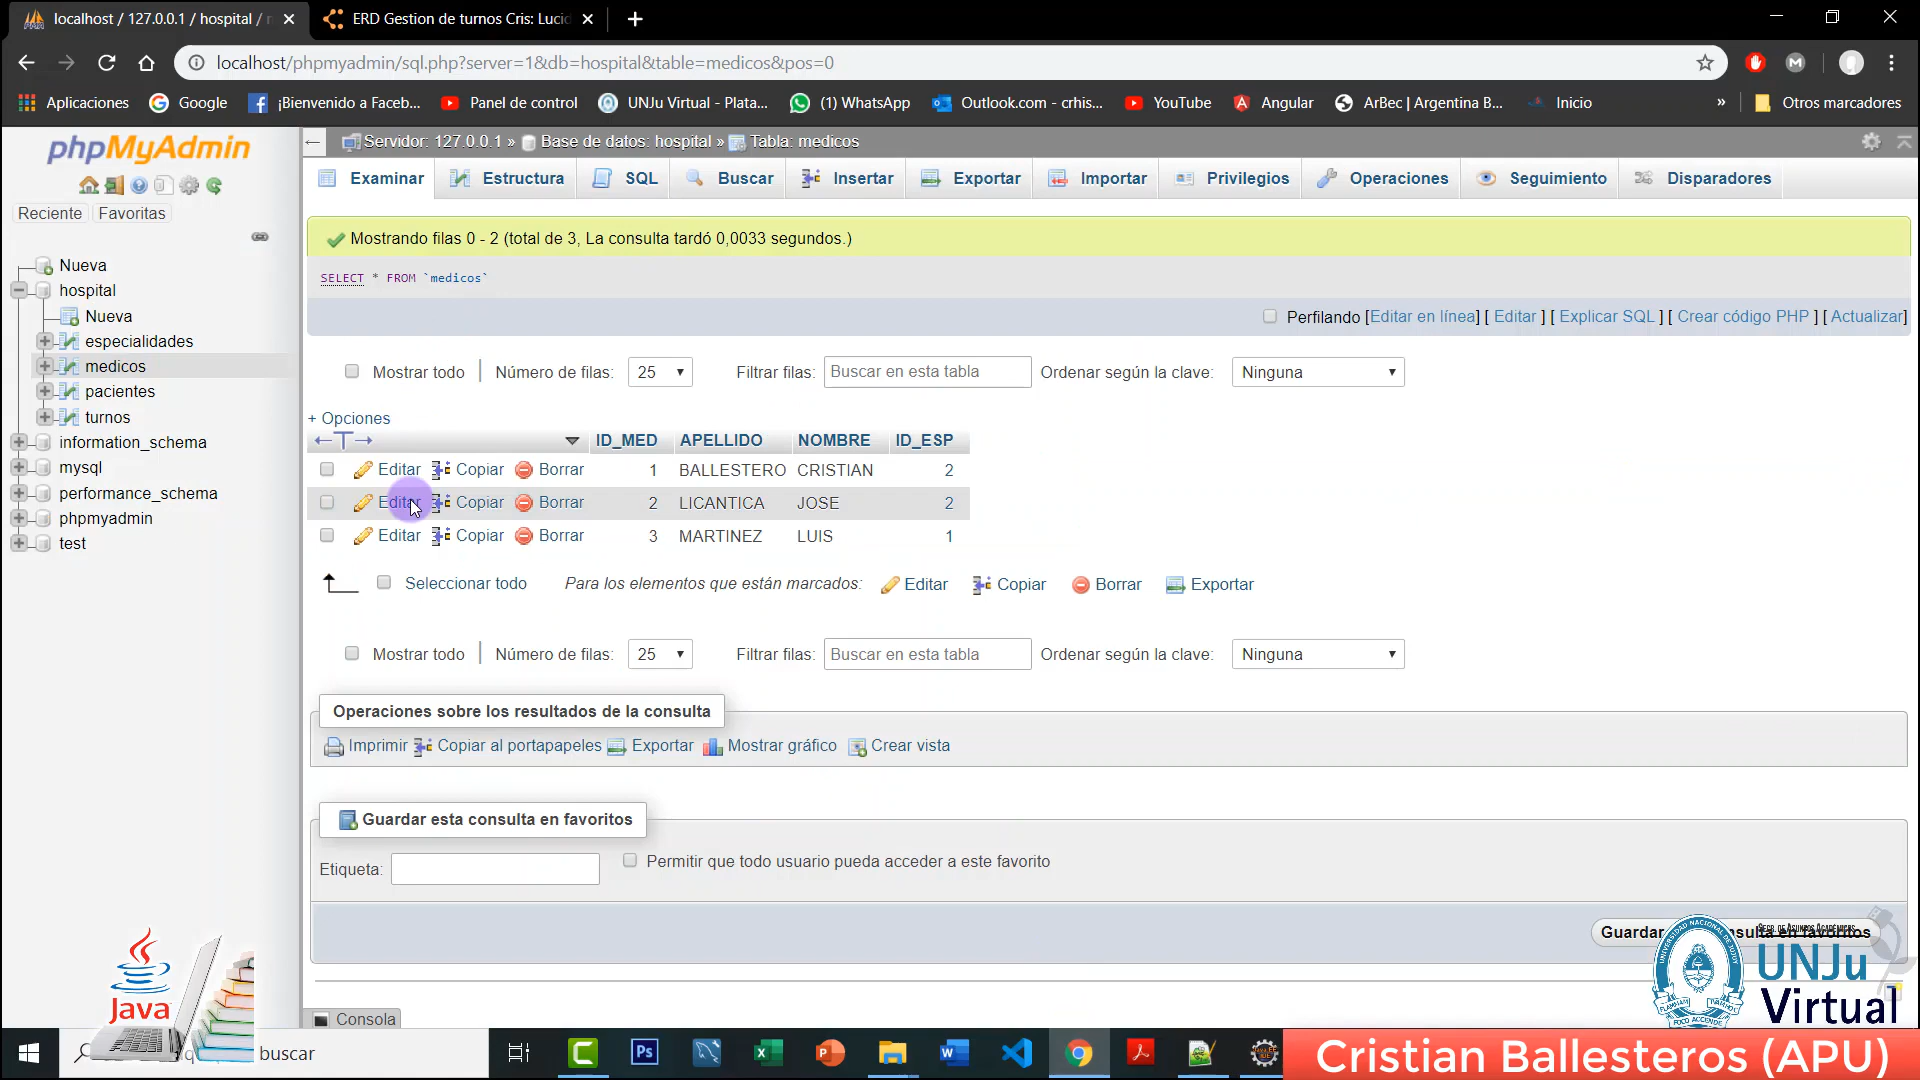 localhost / 127.0.0.1 / hospital /
ERD Gestion de turnos Cris: Lucid
localhost/phpmyadmin/sql.php?server=1&db=hospital&table=medicos&pos=0
Aplicaciones
Google
¡Bienvenido a Faceb...
Panel de control
UNJu Virtual - Plata...
(1) WhatsApp
Outlook.com - crhis...
YouTube
Angular
ArBec | Argentina B...
Inicio
»
Otros marcadores
phpMyAdmin
Reciente
Favoritas
Nueva
hospital
Nueva
especialidades
medicos
pacientes
turnos
information_schema
mysql
performance_schema
phpmyadmin
test
Servidor: 127.0.0.1 » Base de datos: hospital » Tabla: medicos
Examinar Estructura SQL Buscar Insertar Exportar Importar Privilegios Operaciones Seguimiento Disparadores
Mostrando filas 0 - 2 (total de 3, La consulta tardó 0,0033 segundos.)
SELECT * FROM `medicos`
Perfilando [Editar en línea] [ Editar ] [ Explicar SQL ] [ Crear código PHP ] [ Actualizar]
Mostrar todo | Número de filas: 25 Filtrar filas: Buscar en esta tabla Ordenar según la clave: Ninguna
+ Opciones
←T→ ID_MED APELLIDO NOMBRE ID_ESP
Editar Copiar Borrar 1 BALLESTERO CRISTIAN 2
Editar Copiar Borrar 2 LICANTICA JOSE 2
Editar Copiar Borrar 3 MARTINEZ LUIS 1
Seleccionar todo Para los elementos que están marcados: Editar Copiar Borrar Exportar
Mostrar todo | Número de filas: 25 Filtrar filas: Buscar en esta tabla Ordenar según la clave: Ninguna
Operaciones sobre los resultados de la consulta
Imprimir Copiar al portapapeles Exportar Mostrar gráfico Crear vista
Guardar esta consulta en favoritos
Etiqueta:
Permitir que todo usuario pueda acceder a este favorito
Guardar consulta en favoritos
Secr. de Asuntos Académicos
UNJu
Virtual
Java
Consola
buscar
Cristian Ballesteros (APU)